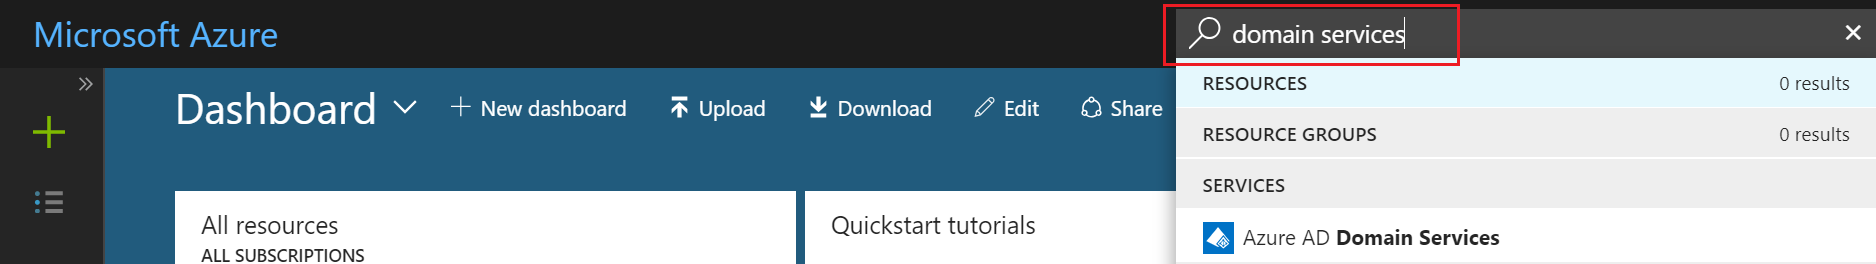 Microsoft Azure
domain services
Dashboard
New dashboard
Upload
Download
Edit
Share
RESOURCES 0 results
RESOURCE GROUPS 0 results
SERVICES
Azure AD Domain Services
All resources
ALL SUBSCRIPTIONS
Quickstart tutorials